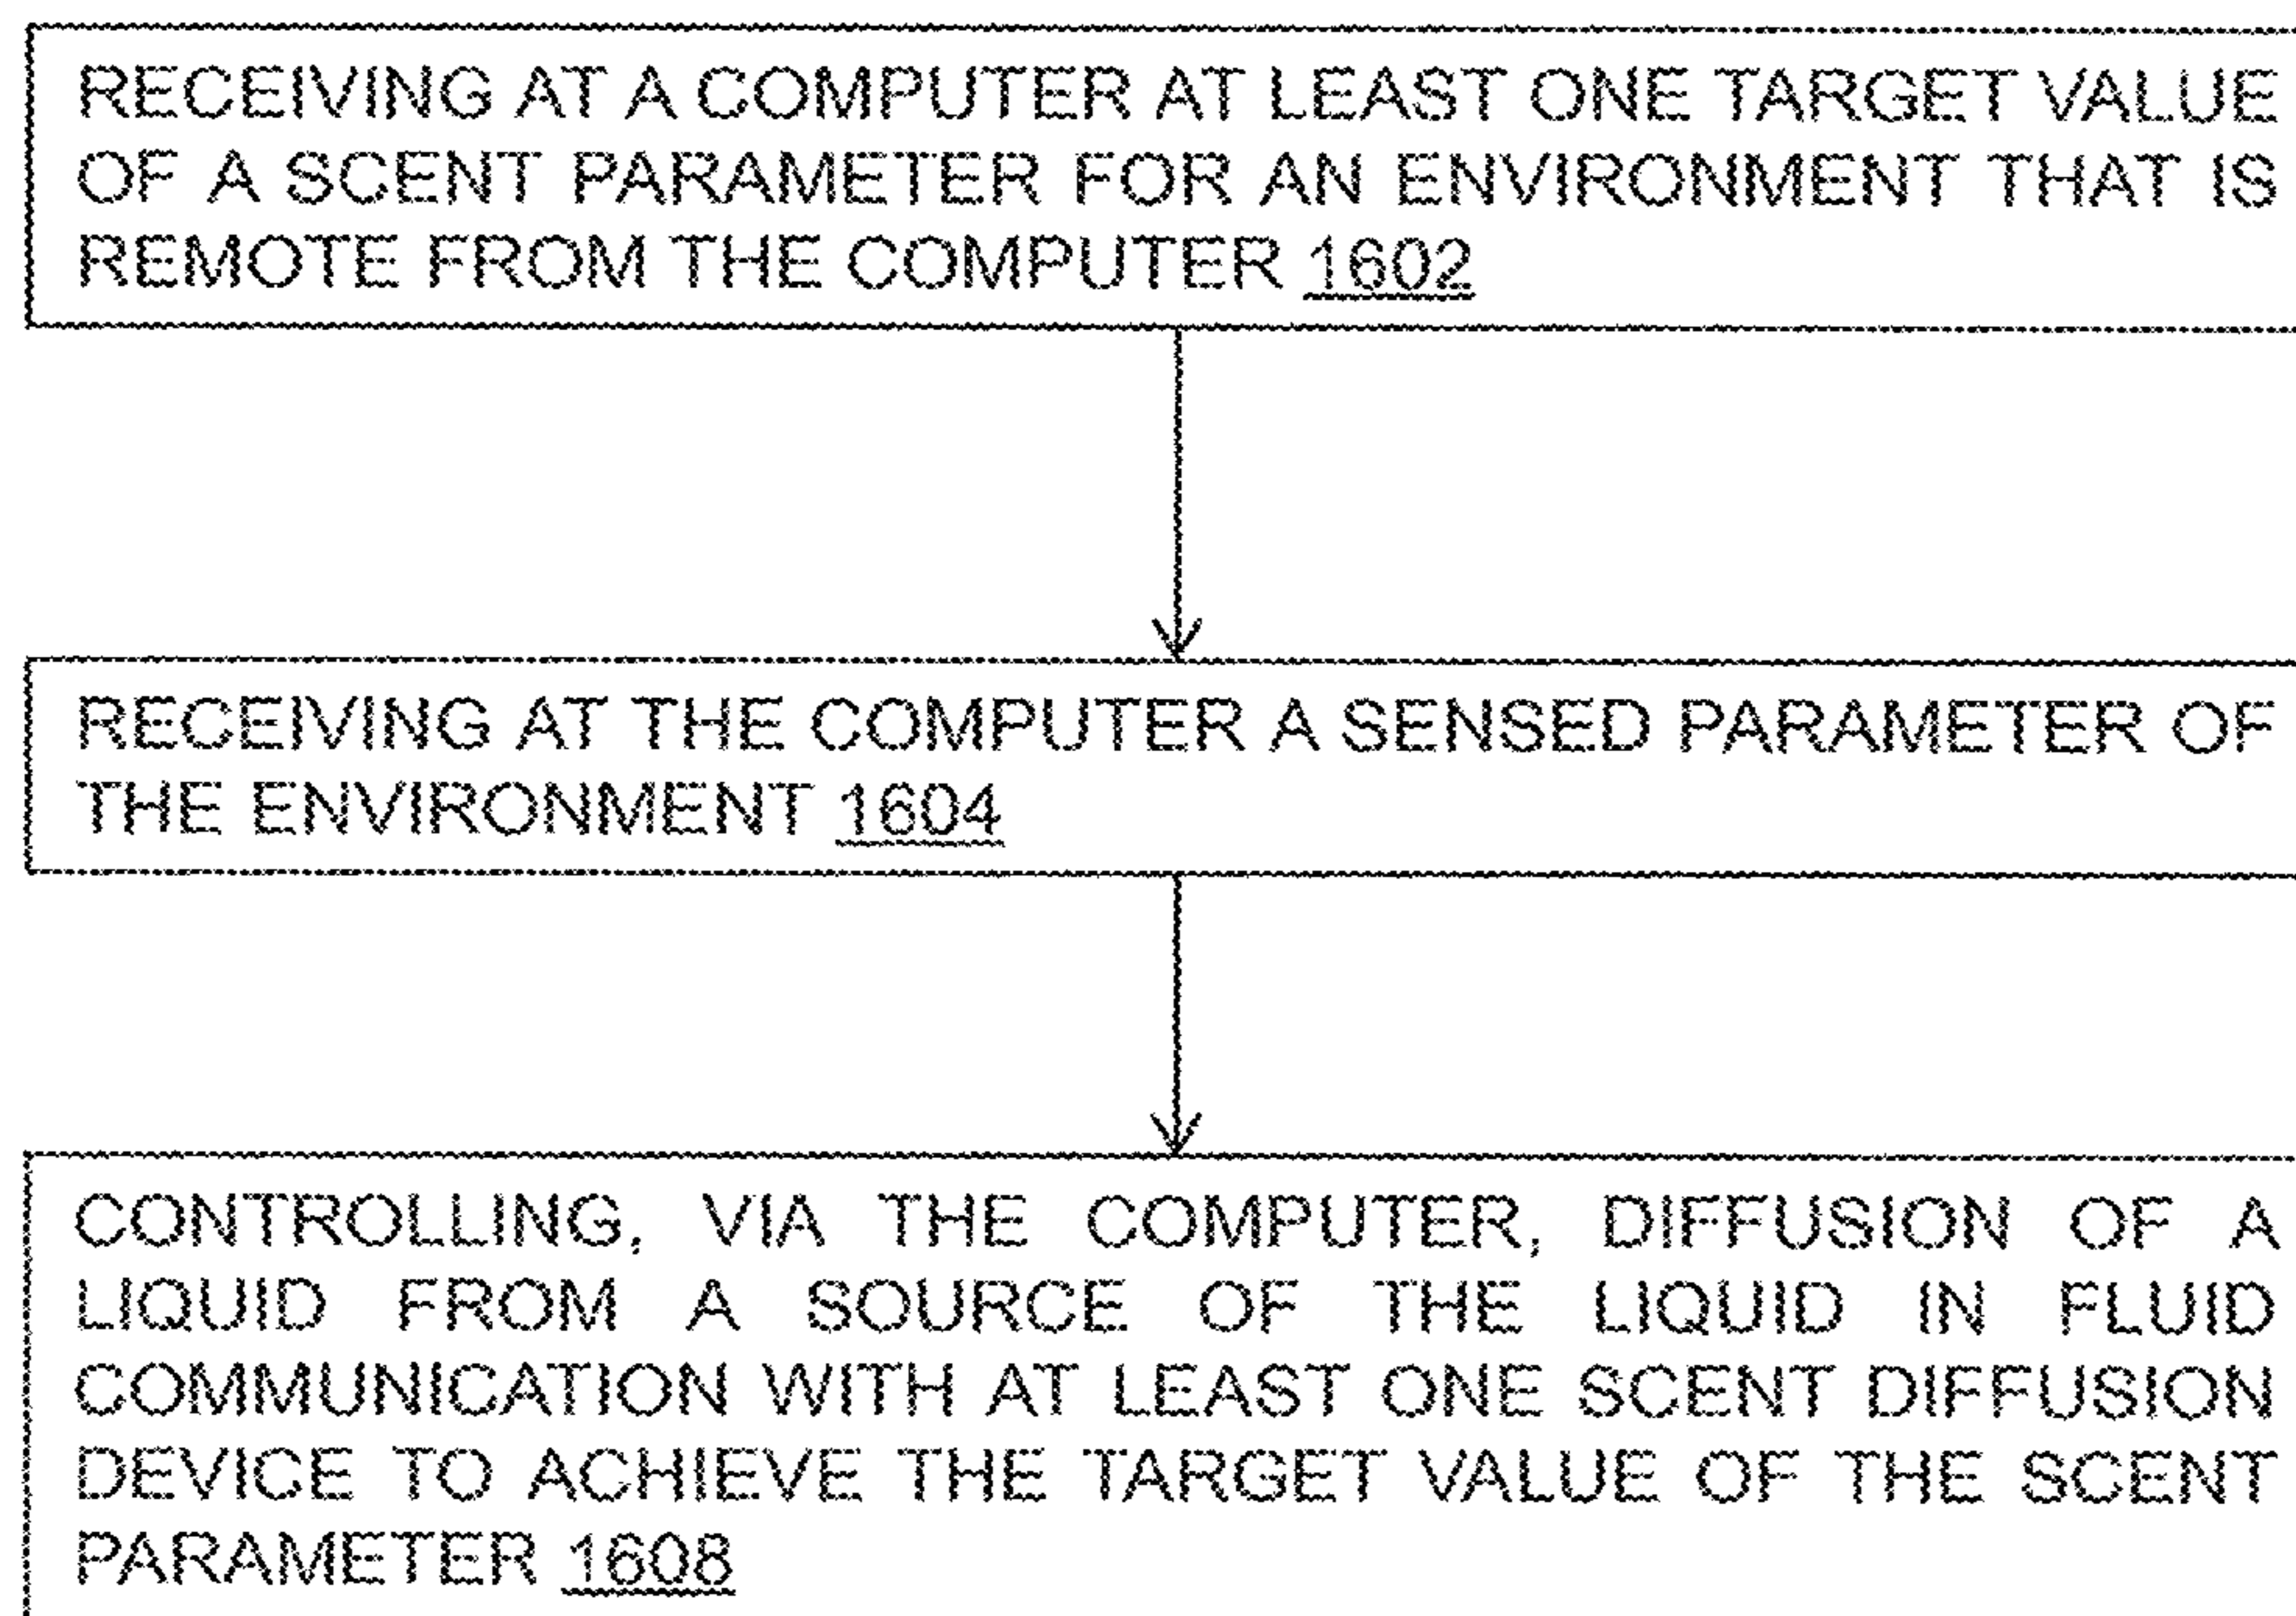 RECEIVING AT A COMPUTER AT LEAST ONE TARGET VALUE
OF A SCENT PARAMETER FOR AN ENVIRONMENT THAT IS
REMOTE FROM THE COMPUTER 1602
RECEIVING AT THE COMPUTER A SENSED PARAMETER OF
THE ENVIRONMENT 1604
CONTROLLING, VIA THE COMPUTER, DIFFUSION OF A
LIQUID FROM A SOURCE OF THE LIQUID IN FLUID
COMMUNICATION WITH AT LEAST ONE SCENT DIFFUSION
DEVICE TO ACHIEVE THE TARGET VALUE OF THE SCENT
PARAMETER 1608